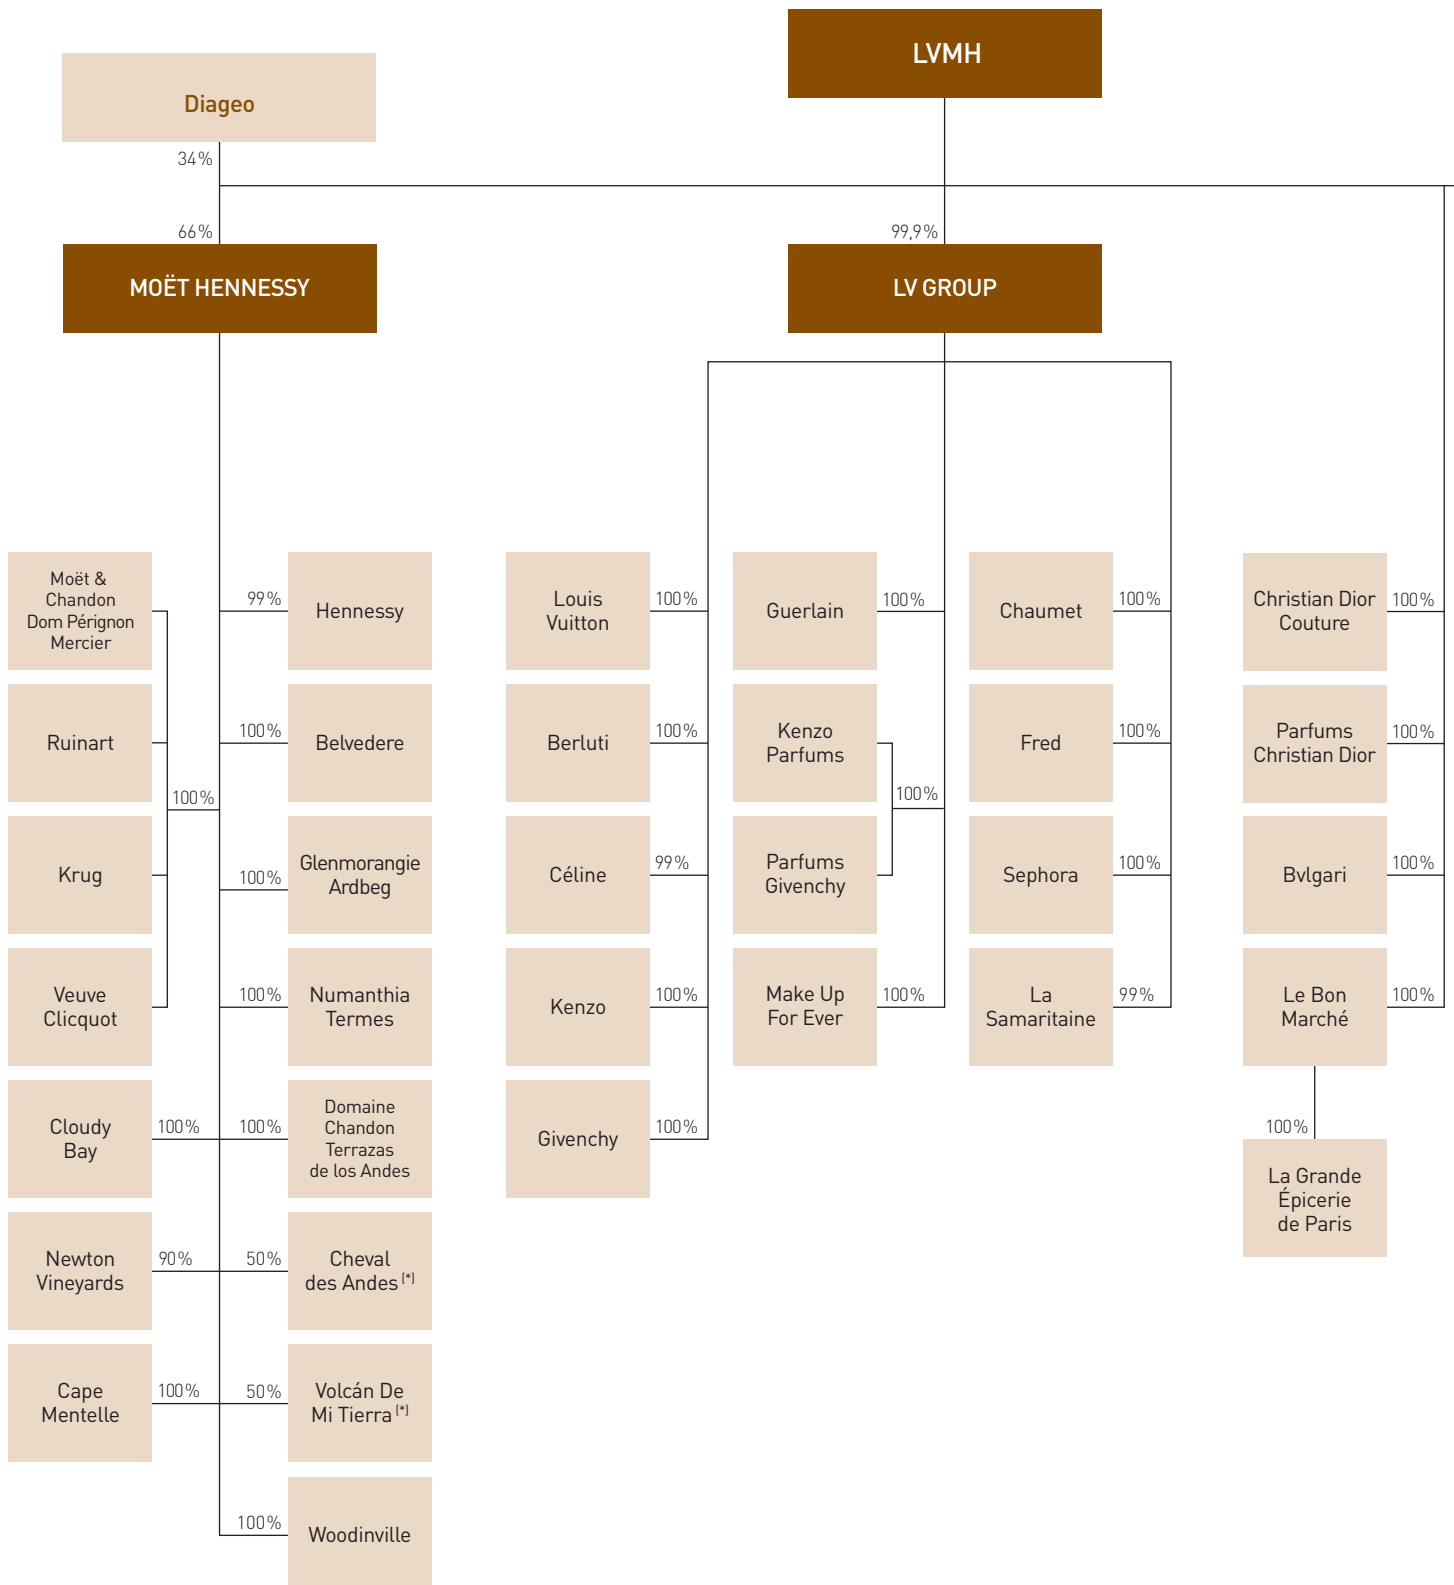 LVMH
Diageo
34%
66%
99,9%
MOËT HENNESSY
LV GROUP
Moët &
Chandon
Dom Pérignon
Mercier
Ruinart
Krug
Veuve
Clicquot
100%
Cloudy
Bay
100%
Newton
Vineyards
90%
Cape
Mentelle
100%
99%
Hennessy
100%
Belvedere
100%
Glenmorangie
Ardbeg
100%
Numanthia
Termes
100%
Domaine
Chandon
Terrazas
de los Andes
50%
Cheval
des Andes (*)
50%
Volcán De
Mi Tierra (*)
100%
Woodinville
Louis
Vuitton
100%
Berluti
100%
Céline
99%
Kenzo
100%
Givenchy
100%
Guerlain
100%
Kenzo
Parfums
100%
Parfums
Givenchy
Make Up
For Ever
100%
Chaumet
100%
Fred
100%
Sephora
100%
La
Samaritaine
99%
Christian Dior
Couture
100%
Parfums
Christian Dior
100%
Bvlgari
100%
Le Bon
Marché
100%
100%
La Grande
Épicerie
de Paris